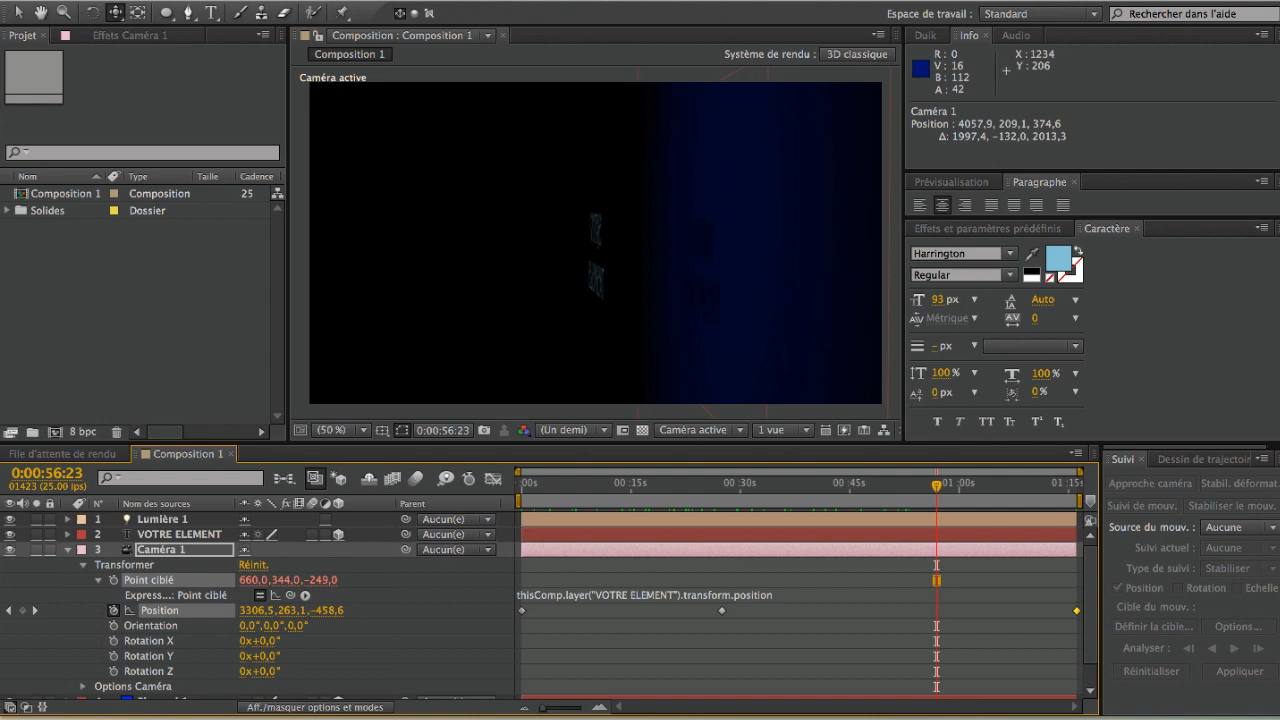 Espace de travail : Standard
Rechercher dans l'aide
Projet
Effets Caméra 1
Composition : Composition 1
Composition 1
Système de rendu : 3D classique
Caméra active
VOTRE
ELEMENT
Duik
Info
Audio
R : 0
V : 16
B : 112
A : 42
X : 1234
Y : 206
Caméra 1
Position : 4057,9, 209,1, 374,6
Δ: 1997,4, -132,0, 2013,3
Nom
Type
Taille
Cadence
Composition 1
Composition
25
Solides
Dossier
Prévisualisation
Paragraphe
Effets et paramètres prédéfinis
Caractère
Harrington
Regular
93 px
Auto
Métrique
0
- px
100 %
100 %
0 px
0 %
T T TT Tт T¹ T₁
8 bpc
(50 %)
0:00:56:23
(Un demi)
Caméra active
1 vue
File d'attente de rendu
Composition 1
0:00:56:23
01423 (25.00 ips)
:00s
00:15s
00:30s
00:45s
01:00s
01:15s
N°
Nom des sources
Parent
1
Lumière 1
Aucun(e)
2
T
VOTRE ELEMENT
Aucun(e)
3
Caméra 1
Aucun(e)
Transformer
Réinit.
Point ciblé
660,0,344,0,-249,0
Express...: Point ciblé
thisComp.layer("VOTRE ELEMENT").transform.position
Position
3306,5,263,1,-458,6
Orientation
0,0°,0,0°,0,0°
Rotation X
0x+0,0°
Rotation Y
0x+0,0°
Rotation Z
0x+0,0°
Options Caméra
Aff./masquer options et modes
Suivi
Dessin de trajectoir
Approche caméra
Stabil. déformat.
Suivi de mouv.
Stabiliser le mouv.
Source du mouv. : Aucune
Suivi actuel : Aucune
Type de suivi : Stabiliser
Position
Rotation
Echelle
Cible du mouv. :
Définir la cible...
Options...
Analyser :
Réinitialiser
Appliquer